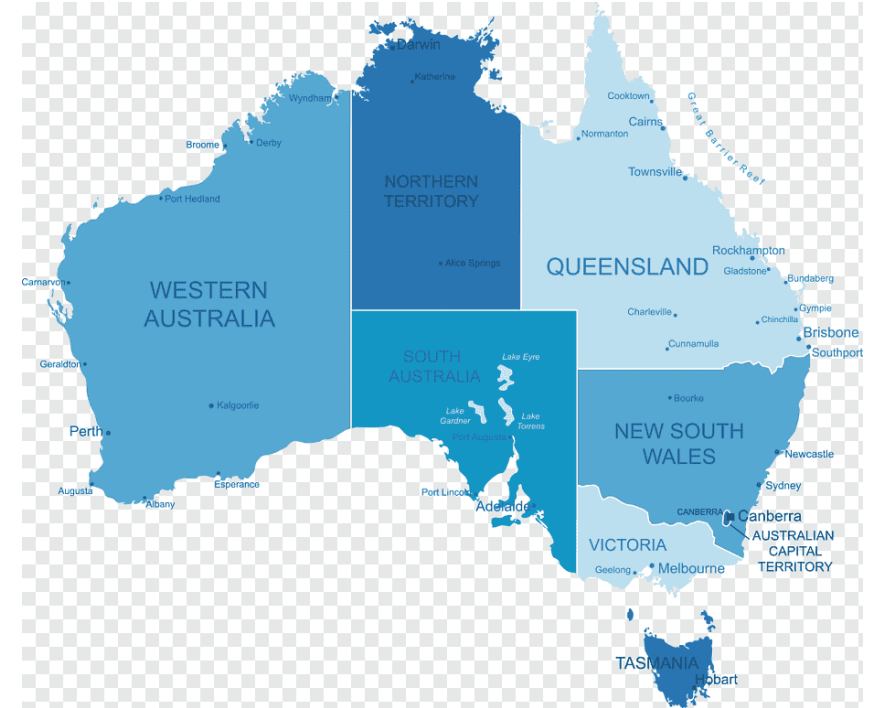 Darwin
Katherine
Wyndham
Derby
Broome
Port Hedland
NORTHERN
TERRITORY
Alice Springs
Cooktown
Cairns
Normanton
Townsville
Great Barrier Reef
Rockhampton
Gladstone
Bundaberg
QUEENSLAND
Charleville
Gympie
Chinchilla
Brisbone
Cunnamulla
Southport
Carnarvon
WESTERN
AUSTRALIA
Geraldton
Kalgoorlie
Perth
Augusta
Albany
Esperance
SOUTH
AUSTRALIA
Lake Eyre
Lake
Gardner
Lake
Torrens
Port Augusta
Port Lincoln
Adelaide
Bourke
NEW SOUTH
WALES
Newcastle
Sydney
CANBERRA
Canberra
AUSTRALIAN
CAPITAL
TERRITORY
VICTORIA
Geelong
Melbourne
TASMANIA
Hobart